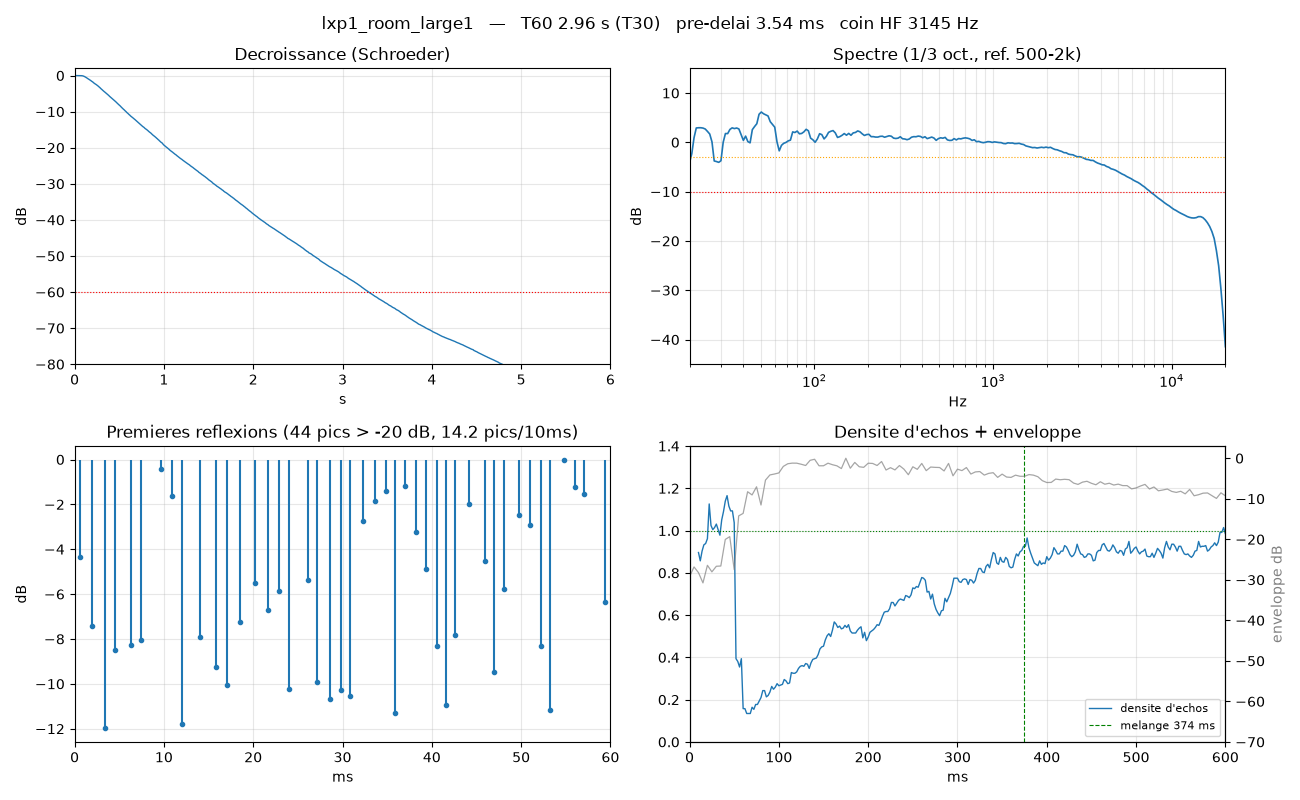 lxp1_room_large1 — T60 2.96 s (T30) pre-delai 3.54 ms coin HF 3145 Hz
Decroissance (Schroeder)
0
−10
−20
−30
−40
−50
−60
−70
−80
dB
0 1 2 3 4 5 6
s
Spectre (1/3 oct., ref. 500-2k)
10
0
−10
−20
−30
−40
dB
10² 10³ 10⁴
Hz
Premieres reflexions (44 pics > -20 dB, 14.2 pics/10ms)
0
−2
−4
−6
−8
−10
−12
dB
0 10 20 30 40 50 60
ms
Densite d'echos + enveloppe
1.4
1.2
1.0
0.8
0.6
0.4
0.2
0.0
0
−10
−20
−30
−40
−50
−60
−70
enveloppe dB
densite d'echos
melange 374 ms
0 100 200 300 400 500 600
ms